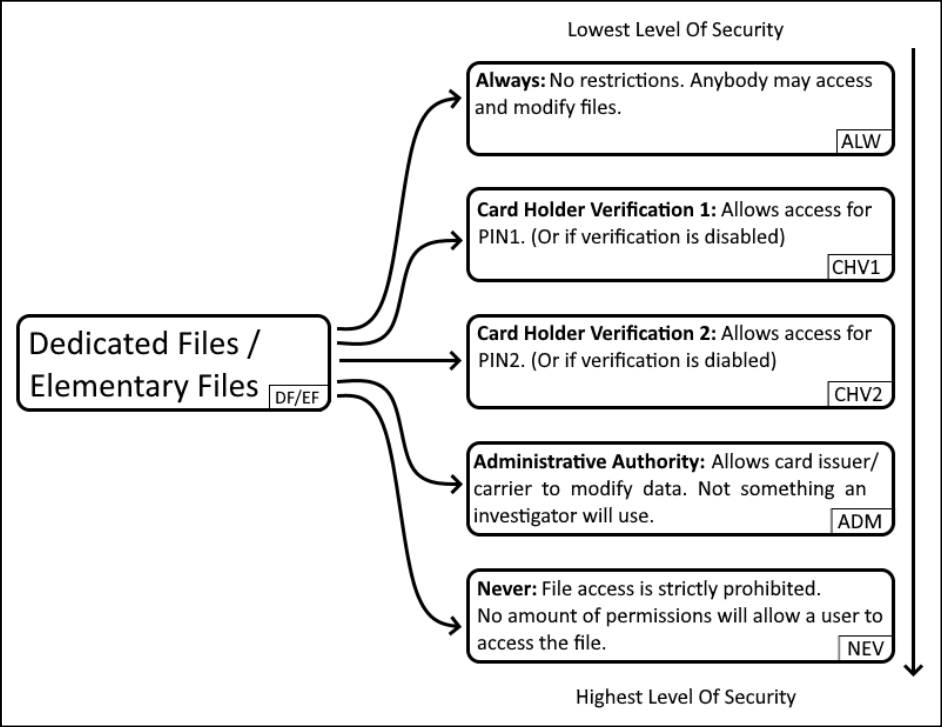 Lowest Level Of Security
Always: No restrictions. Anybody may access
and modify files.
ALW
Card Holder Verification 1: Allows access for
PIN1. (Or if verification is disabled)
CHV1
Dedicated Files /
Elementary Files
DF/EF
Card Holder Verification 2: Allows access for
PIN2. (Or if verification is diabled)
CHV2
Administrative Authority: Allows card issuer/
carrier to modify data. Not something an
investigator will use.
ADM
Never: File access is strictly prohibited.
No amount of permissions will allow a user to
access the file.
NEV
Highest Level Of Security